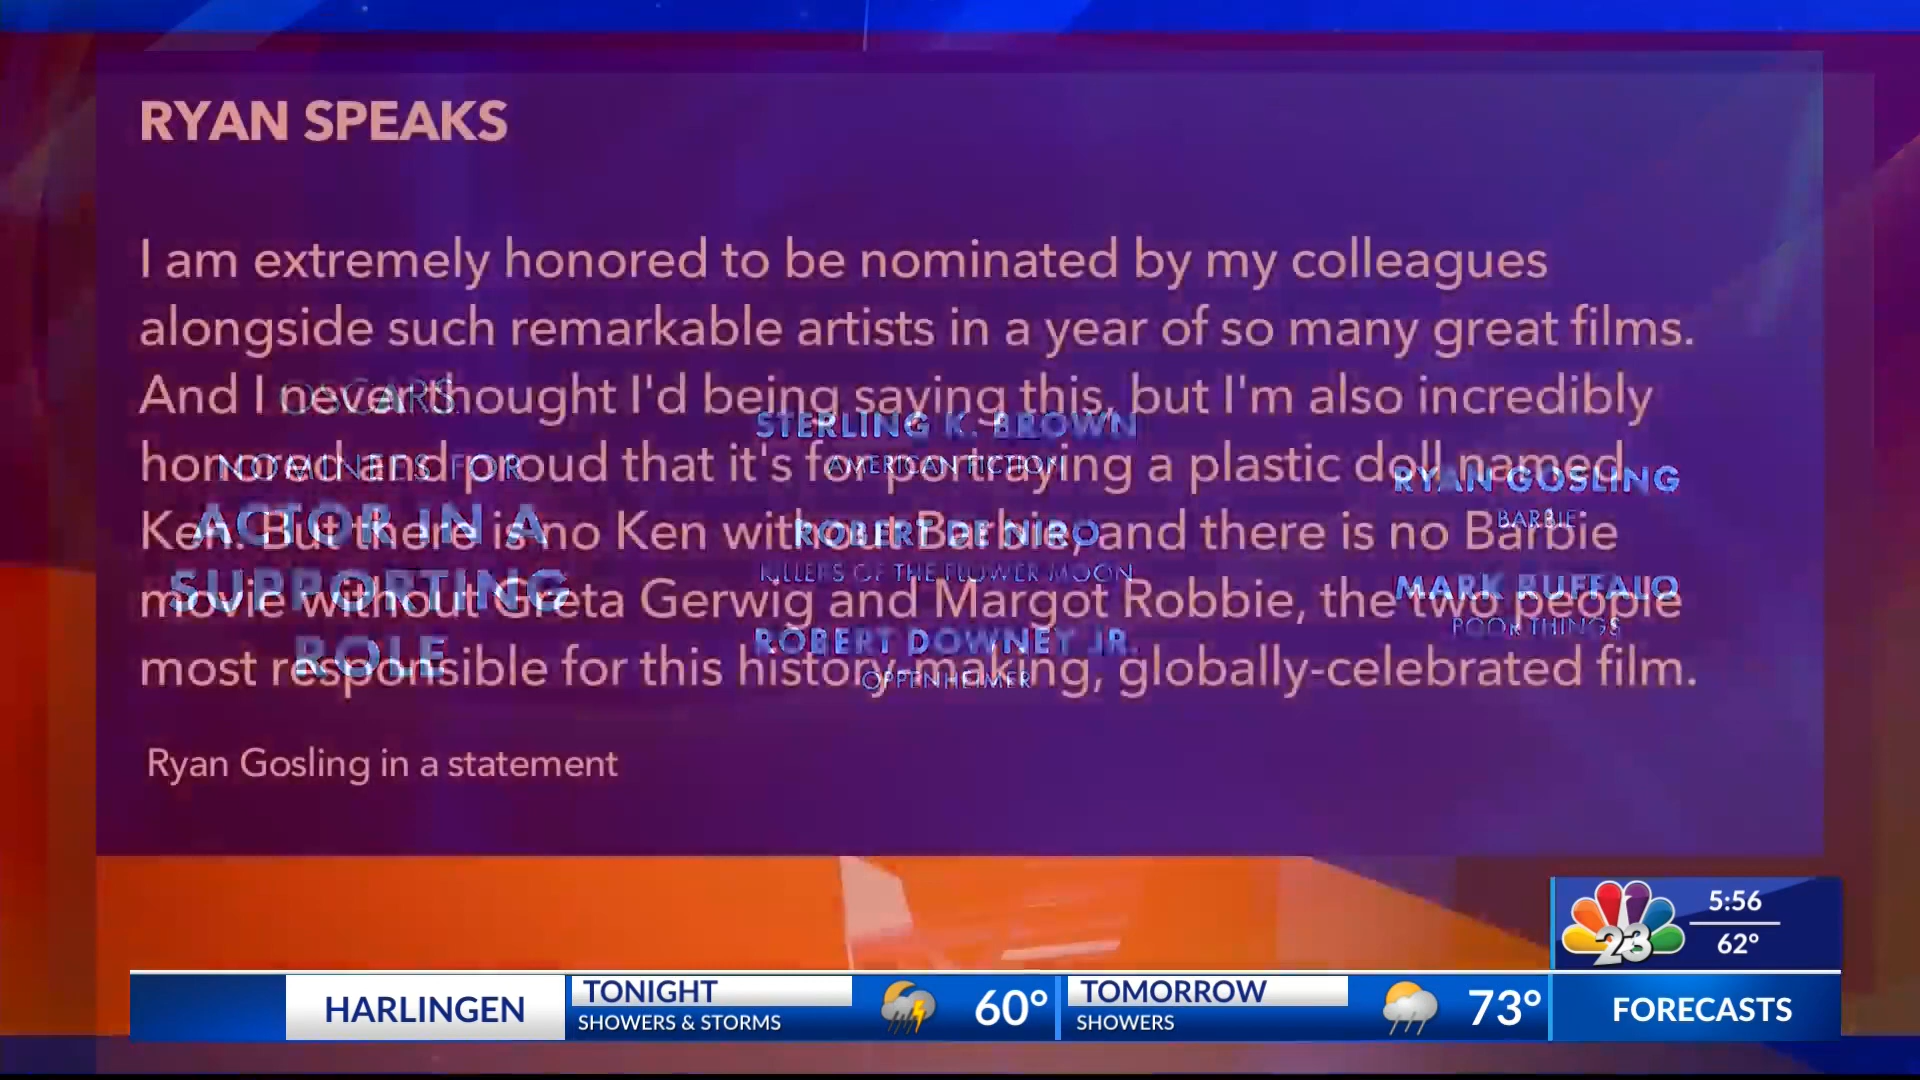 RYAN SPEAKS
I am extremely honored to be nominated by my colleagues
alongside such remarkable artists in a year of so many great films.
And I never thought I'd being saying this, but I'm also incredibly
honored and proud that it's for portraying a plastic doll named
Ken. But there is no Ken without Barbie, and there is no Barbie
movie without Greta Gerwig and Margot Robbie, the two people
most responsible for this history-making, globally-celebrated film.
Ryan Gosling in a statement
OSCARS
NOMINEES FOR
ACTOR IN A
SUPPORTING
ROLE
STERLING K. BROWN
AMERICAN FICTION
ROBERT DE NIRO
KILLERS OF THE FLOWER MOON
ROBERT DOWNEY JR.
OPPENHEIMER
RYAN GOSLING
BARBIE
MARK RUFFALO
POOR THINGS
23
5:56
62°
HARLINGEN
TONIGHT
SHOWERS & STORMS
60°
TOMORROW
SHOWERS
73°
FORECASTS